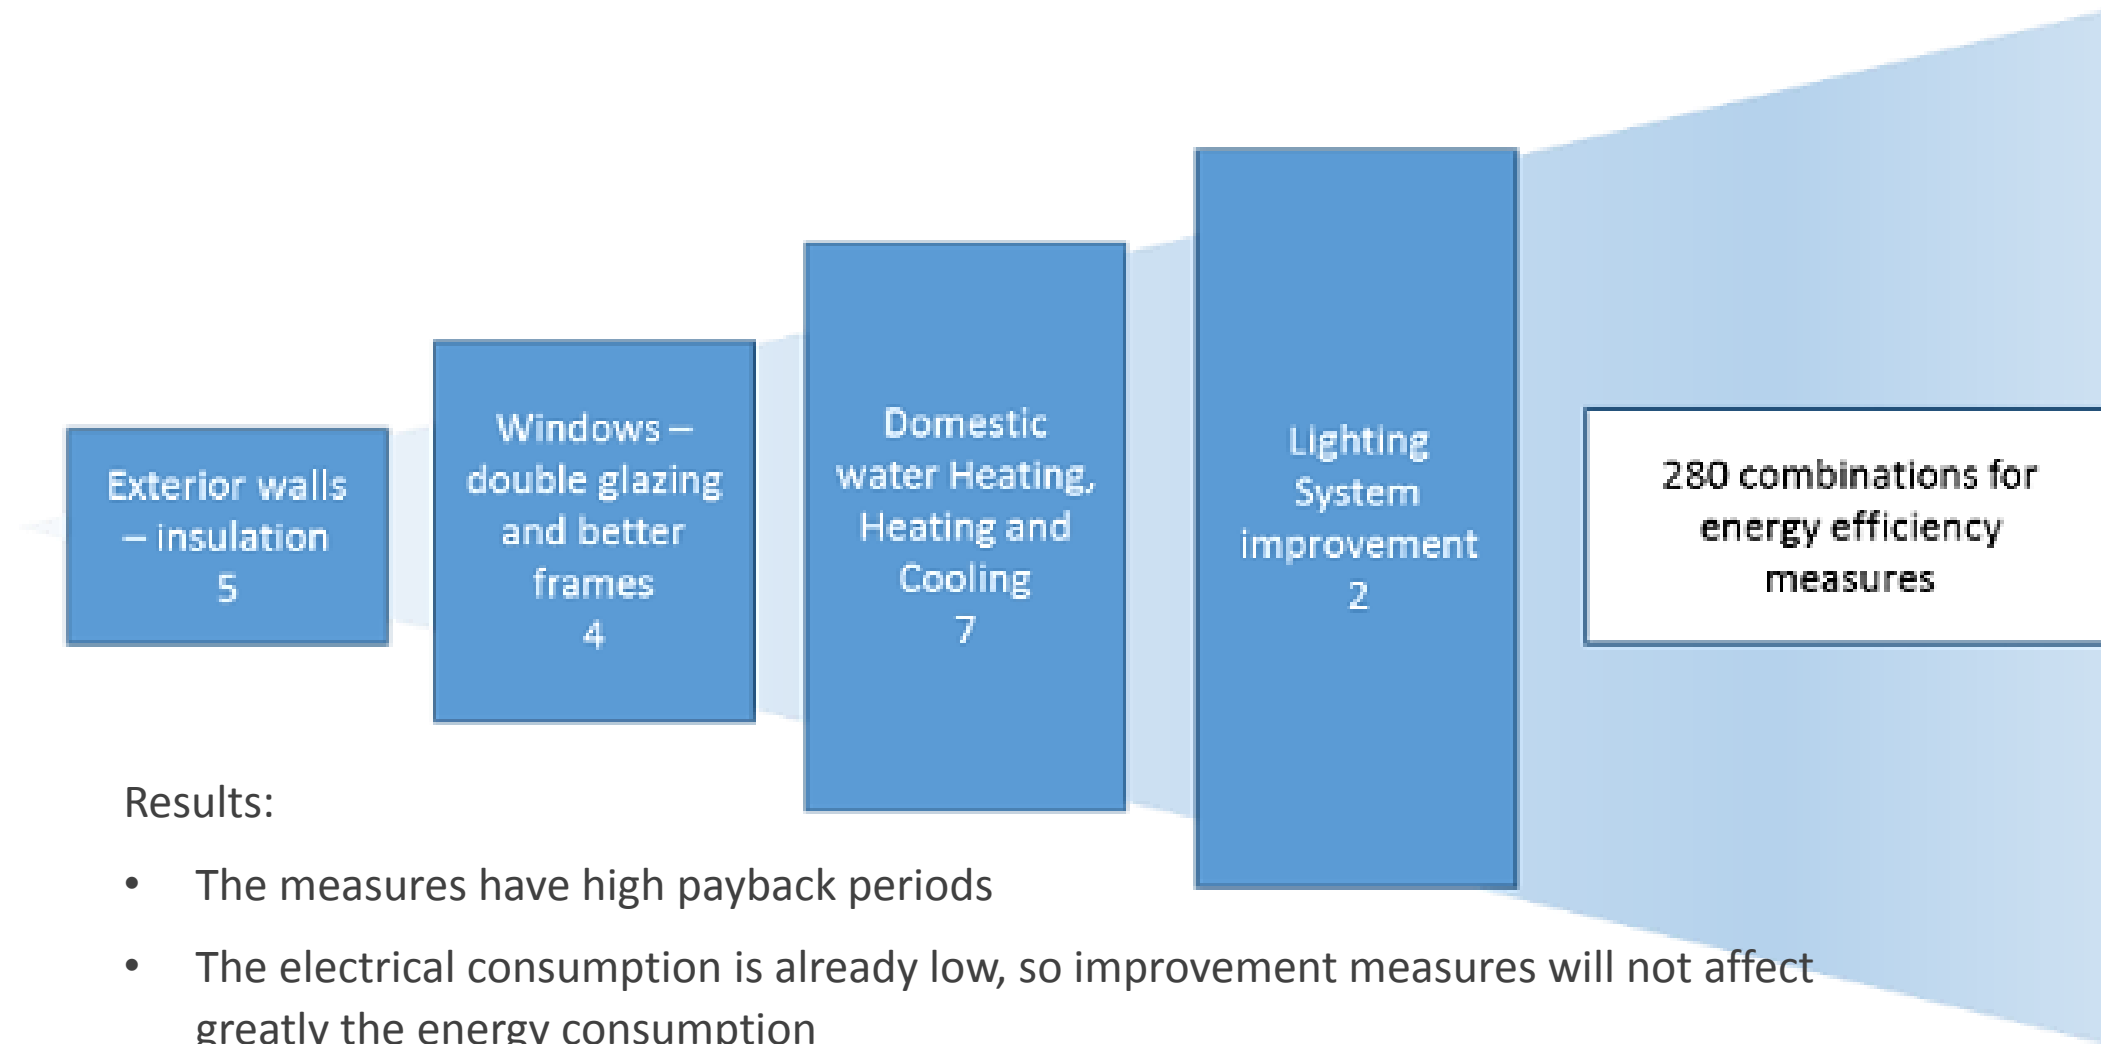 Exterior walls
– insulation
5
Windows –
double glazing
and better
frames
4
Domestic
water Heating,
Heating and
Cooling
7
Lighting
System
improvement
2
280 combinations for
energy efficiency
measures
Results:
• The measures have high payback periods
• The electrical consumption is already low, so improvement measures will not affect
greatly the energy consumption